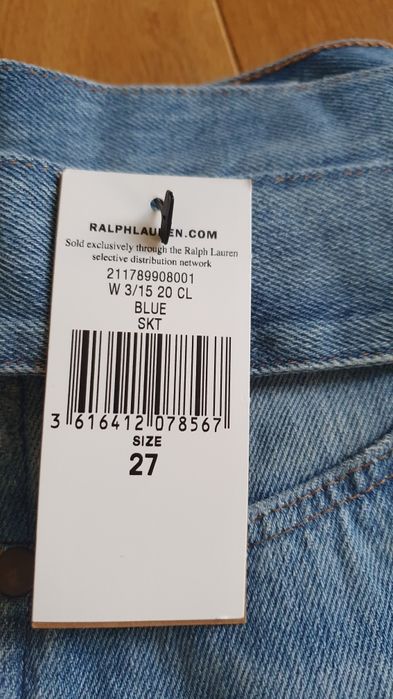 RALPHLAUREN.COM
Sold exclusively through the Ralph Lauren
selective distribution network
211789908001
W 3/15 20 CL
BLUE
SKT
3 616412 078567
SIZE
27